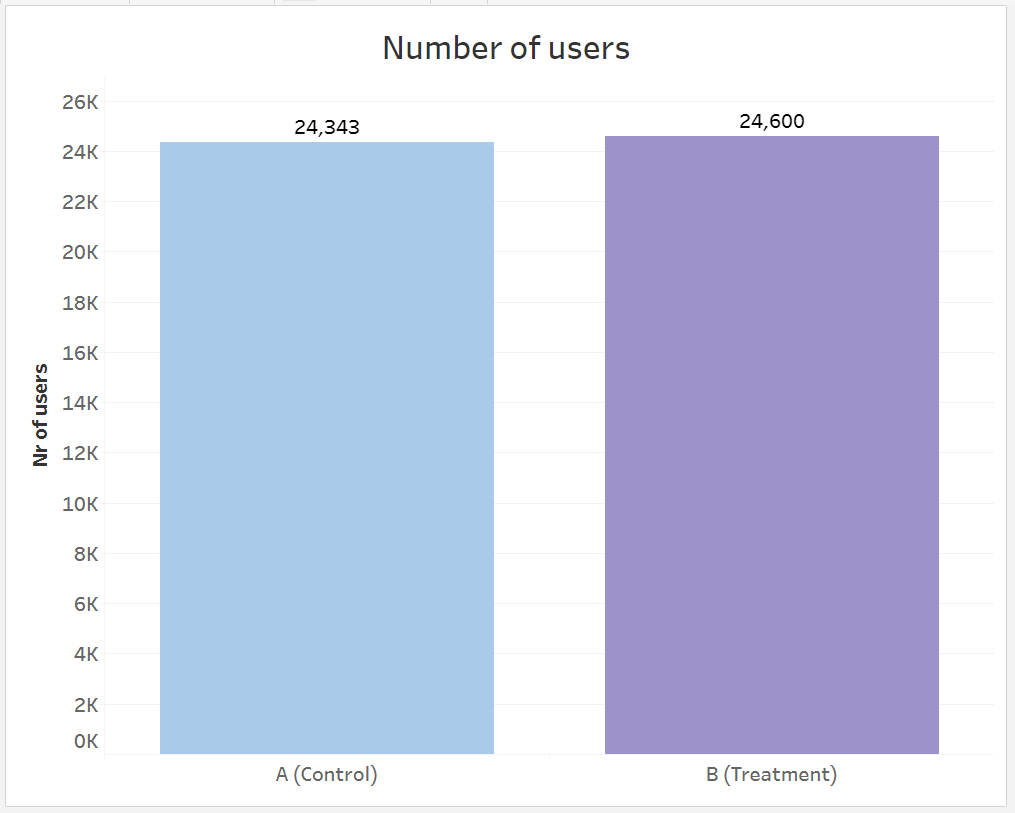 Number of users
Nr of users
26K
24K
22K
20K
18K
16K
14K
12K
10K
8K
6K
4K
2K
0K
24,343
24,600
A (Control)
B (Treatment)